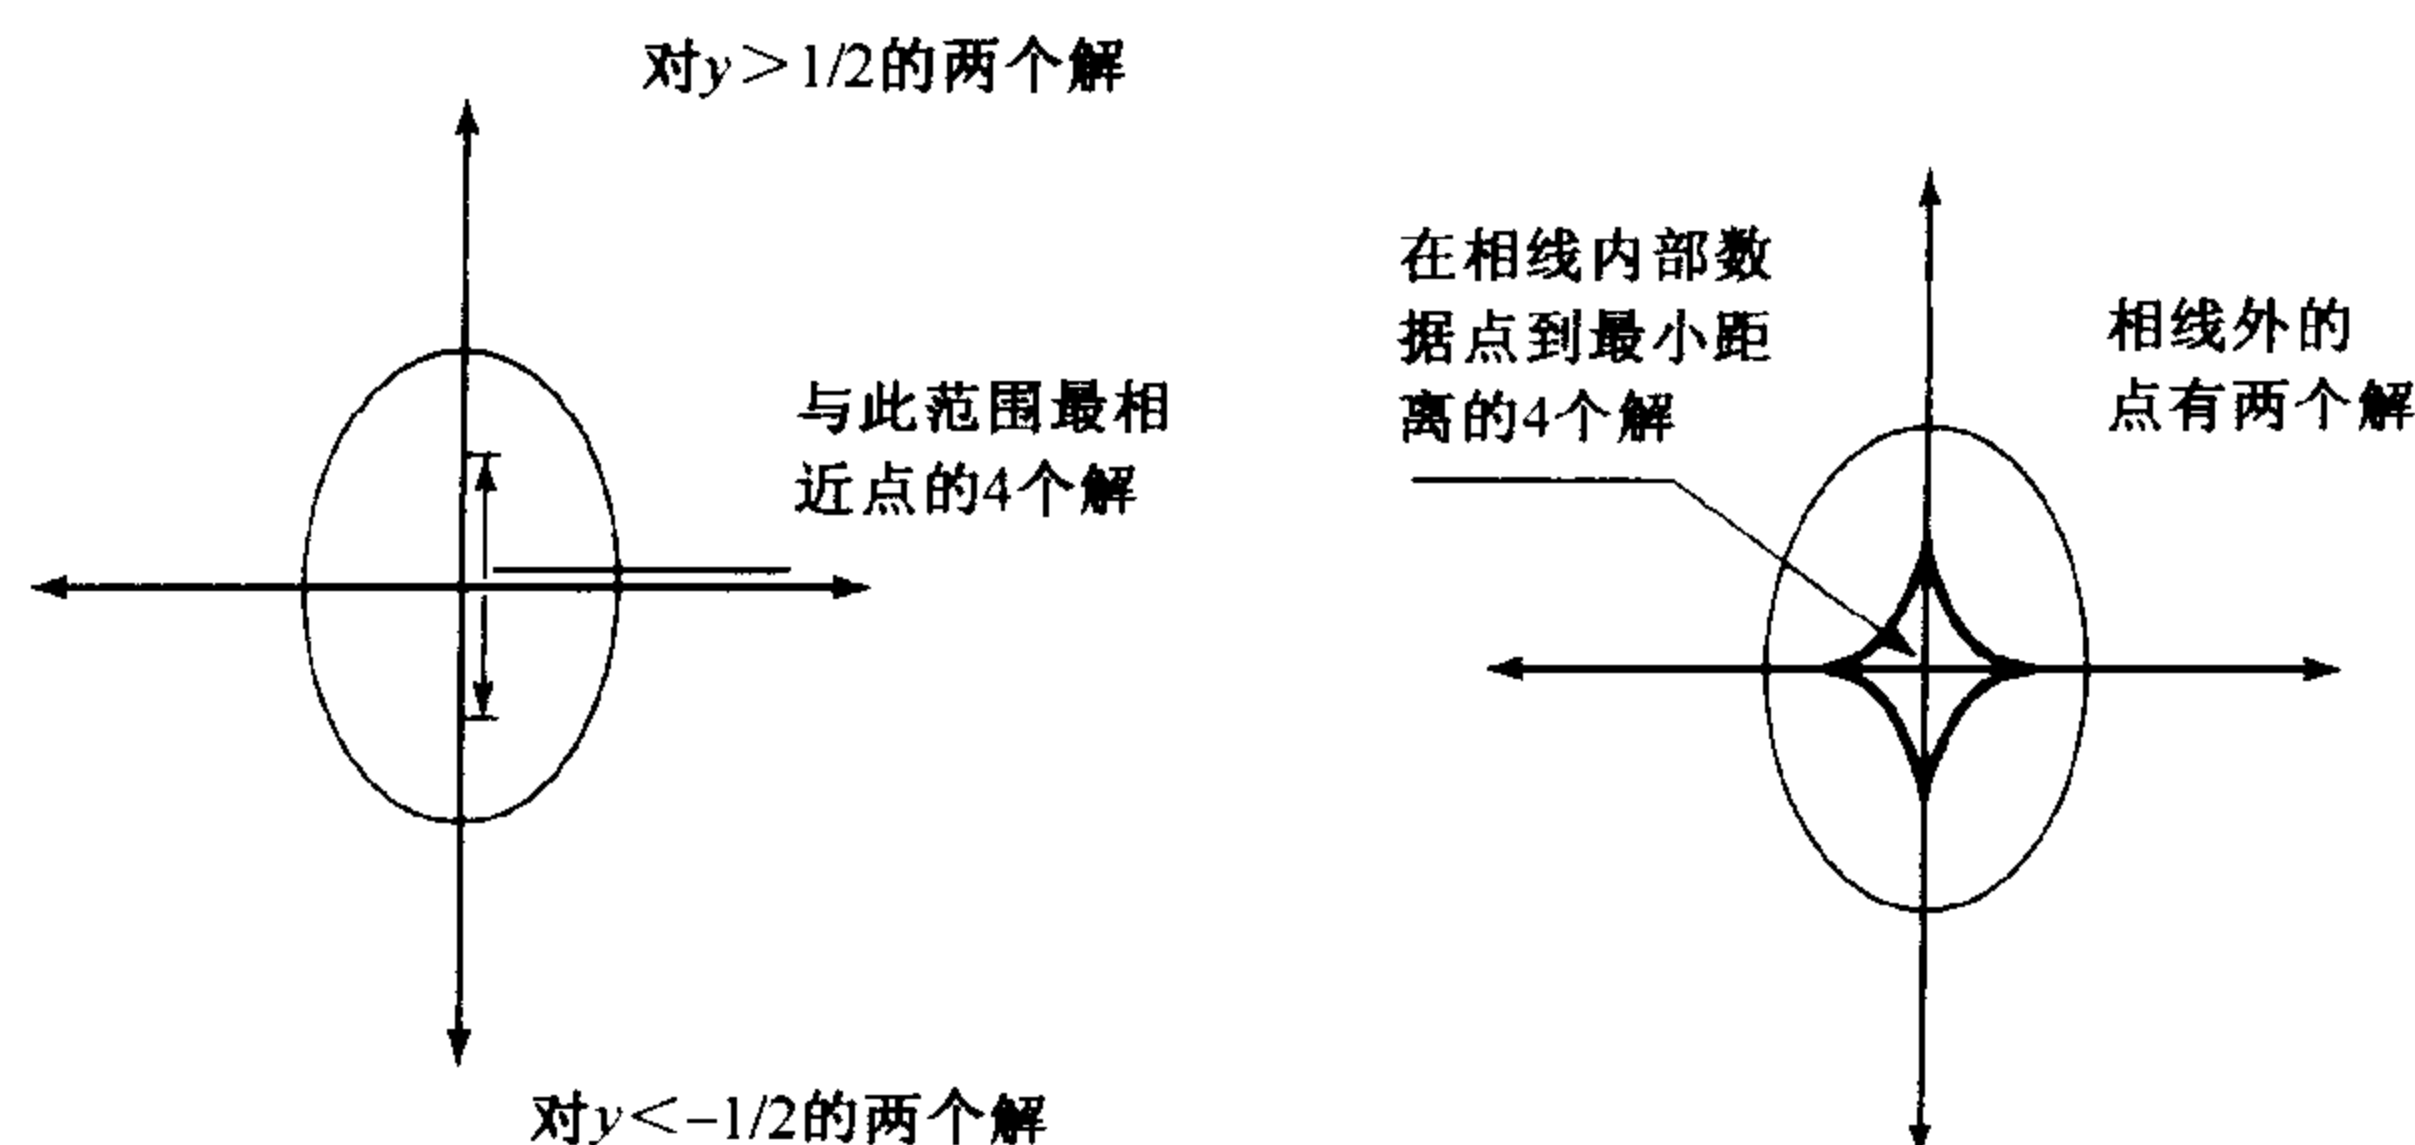 对y>1/2的两个解
与此范围最相
近点的4个解
对y<-1/2的两个解
在相线内部数
据点到最小距
离的4个解
相线外的
点有两个解